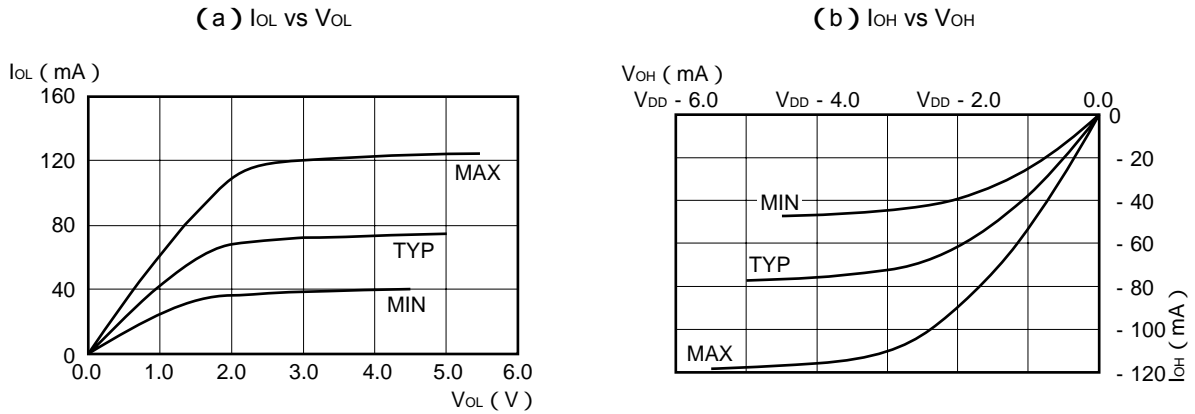 ( a ) IOL vs VOL
IOL ( mA )
160
120
80
40
0
0.0 1.0 2.0 3.0 4.0 5.0 6.0
VOL ( V )
MAX
TYP
MIN
( b ) IOH vs VOH
VOH ( mA )
VDD - 6.0 VDD - 4.0 VDD - 2.0 0.0
0
- 20
- 40
- 60
- 80
- 100
- 120
IOH ( mA )
MIN
TYP
MAX